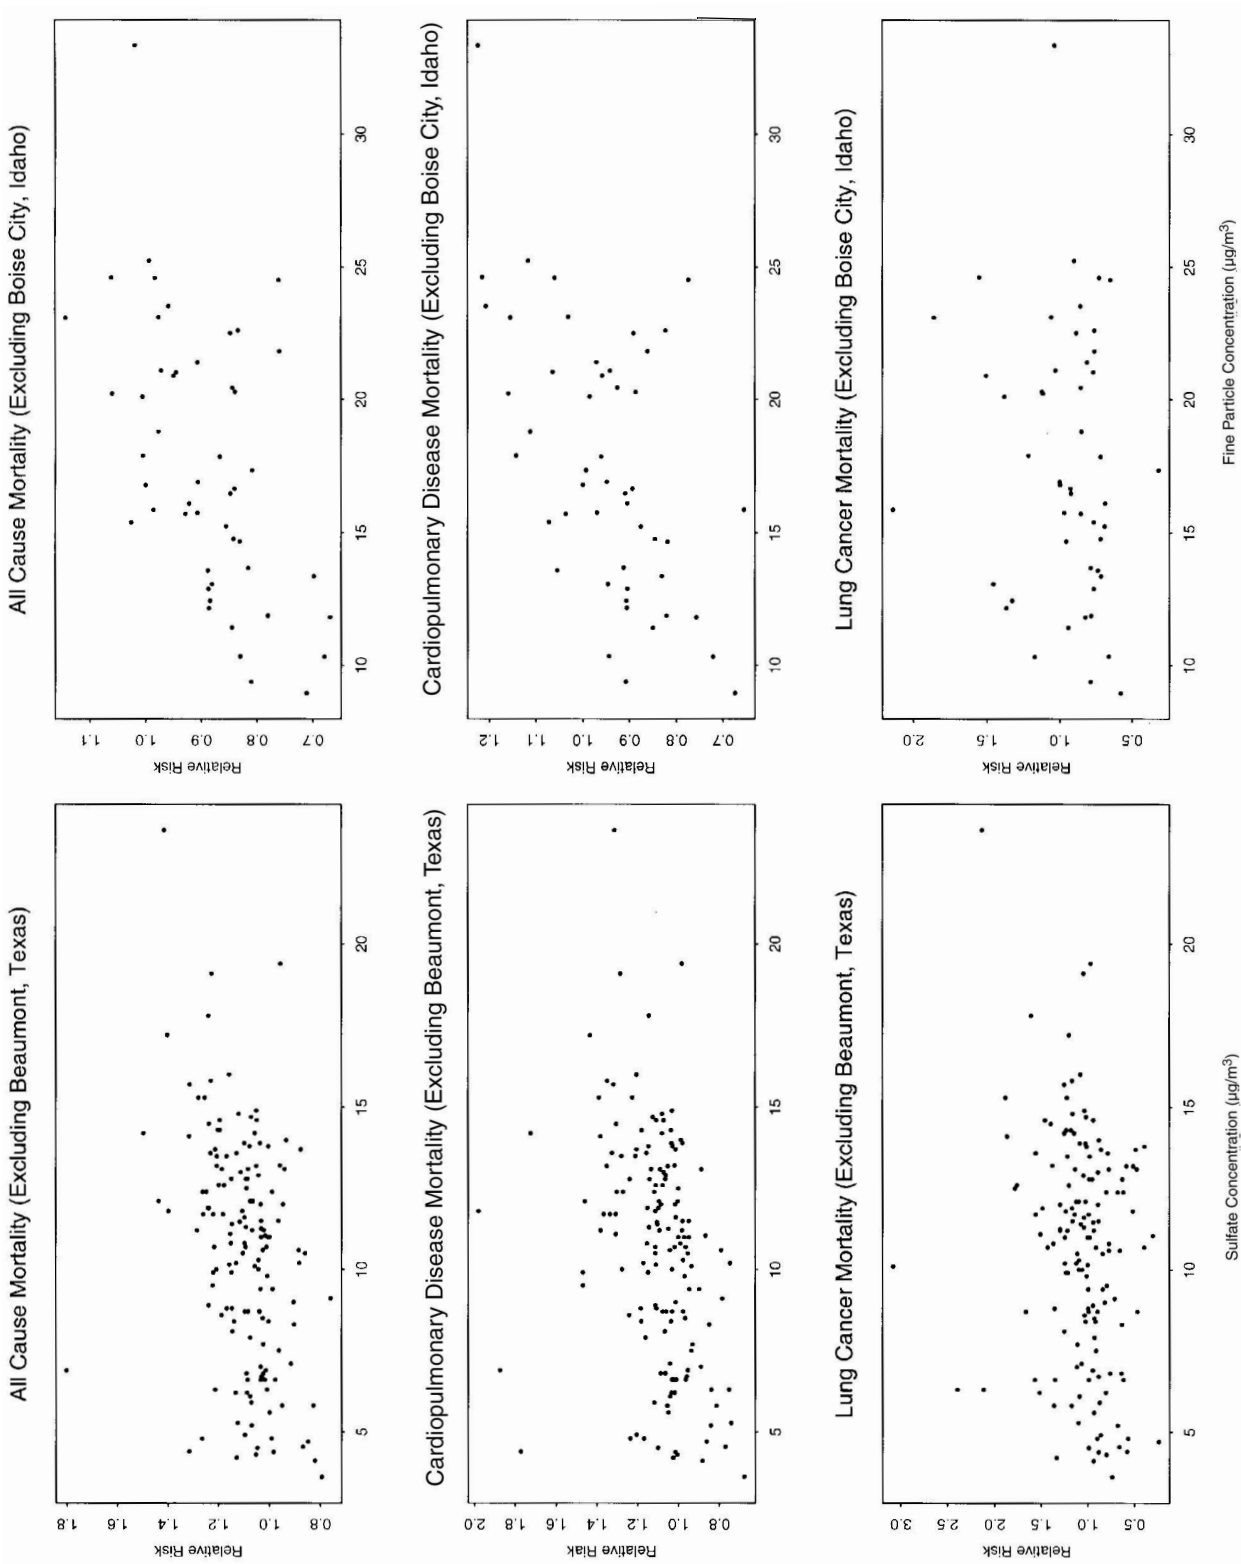 All Cause Mortality (Excluding Beaumont, Texas)
Relative Risk
1.8
1.6
1.4
1.2
1.0
0.8
5 10 15 20
All Cause Mortality (Excluding Boise City, Idaho)
Relative Risk
1.1
1.0
0.9
0.8
0.7
10 15 20 25 30
Cardiopulmonary Disease Mortality (Excluding Beaumont, Texas)
Relative Riak
2.0
1.8
1.6
1.4
1.2
1.0
0.8
5 10 15 20
Cardiopulmonary Disease Mortality (Excluding Boise City, Idaho)
Relative Risk
1.2
1.1
1.0
0.9
0.8
0.7
10 15 20 25 30
Lung Cancer Mortality (Excluding Beaumont, Texas)
Relative Risk
3.0
2.5
2.0
1.5
1.0
0.5
5 10 15 20
Sulfate Concentration (µg/m³)
Lung Cancer Mortality (Excluding Boise City, Idaho)
Relative Risk
2.0
1.5
1.0
0.5
10 15 20 25 30
Fine Particle Concentration (µg/m³)